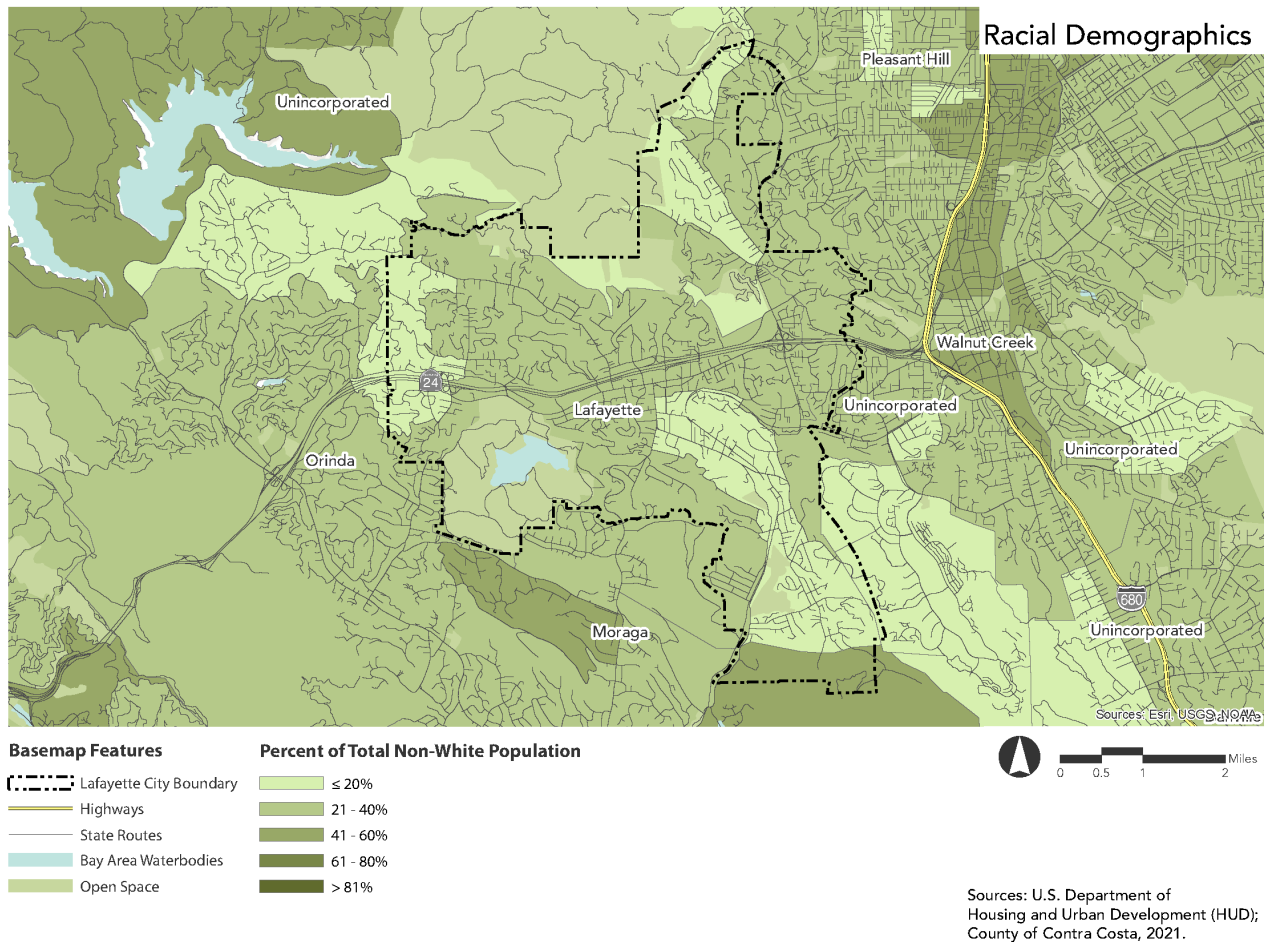 Racial Demographics
Pleasant Hill
Unincorporated
Walnut Creek
24
Lafayette
Unincorporated
Orinda
Unincorporated
680
Moraga
Unincorporated
Sources: Esri, USGS, NOAA
Basemap Features
Lafayette City Boundary
Highways
State Routes
Bay Area Waterbodies
Open Space
Percent of Total Non-White Population
≤ 20%
21 - 40%
41 - 60%
61 - 80%
> 81%
0 0.5 1 2 Miles
Sources: U.S. Department of
Housing and Urban Development (HUD);
County of Contra Costa, 2021.